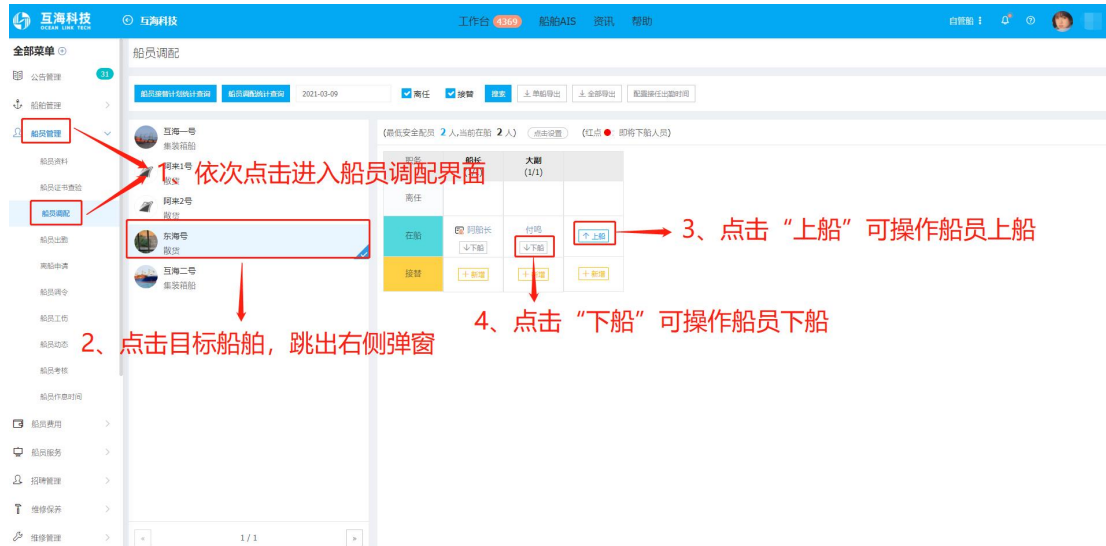 互海科技
OCEAN LINK TECH
互海科技
工作台 4369 船舶AIS 资讯 帮助
自管船
全部菜单
船员调配
公告管理 31
船舶管理
船员管理
船员资料
船员证书查验
船员调配
船员出勤
离船申请
船员调令
船员工伤
船员动态
船员考核
船员作息时间
船员费用
船员服务
招聘管理
维修保养
维修管理
船员接替计划统计查询 船员调配统计查询 2021-03-09 离任 接替 搜索 单船导出 全部导出 配置接任出勤时间
互海一号
集装箱船
阿来1号
散货
阿来2号
散货
东海号
散货
互海二号
集装箱船
« 1 / 1 »
(最低安全配员 2 人,当前在船 2 人) 点击设置 (红点 即将下船人员)
职务 船长 大副
(1/1)
离任
在船 阿船长 付鸣
下船 下船 上船
接替 新增 新增 新增
1、依次点击进入船员调配界面
2、点击目标船舶，跳出右侧弹窗
3、点击“上船”可操作船员上船
4、点击“下船”可操作船员下船